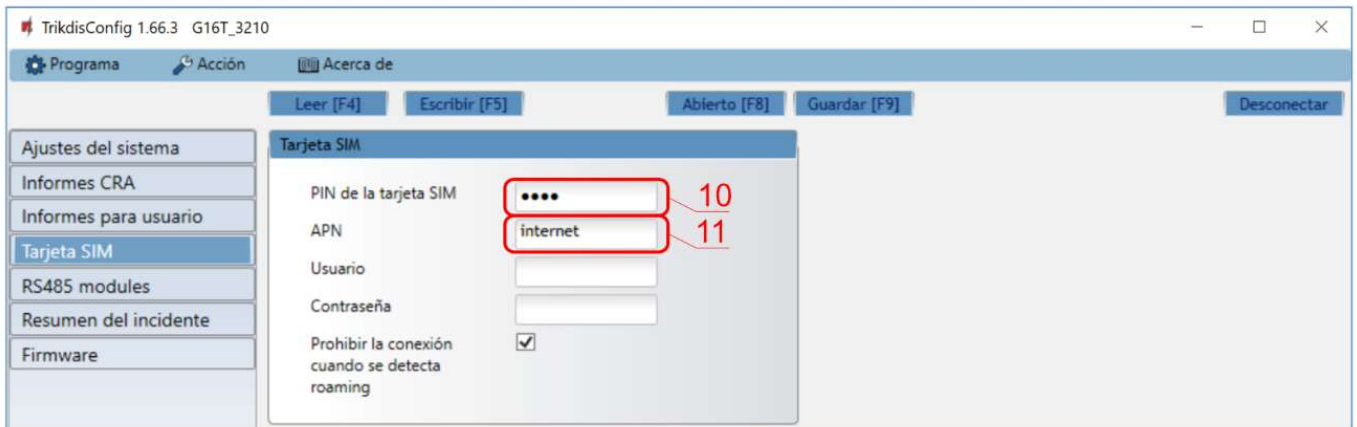 TrikdisConfig 1.66.3 G16T_3210
Programa Acción Acerca de
Leer [F4] Escribir [F5] Abierto [F8] Guardar [F9] Desconectar
Ajustes del sistema
Informes CRA
Informes para usuario
Tarjeta SIM
RS485 modules
Resumen del incidente
Firmware
Tarjeta SIM
PIN de la tarjeta SIM •••• 10
APN internet 11
Usuario
Contraseña
Prohibir la conexión
cuando se detecta
roaming